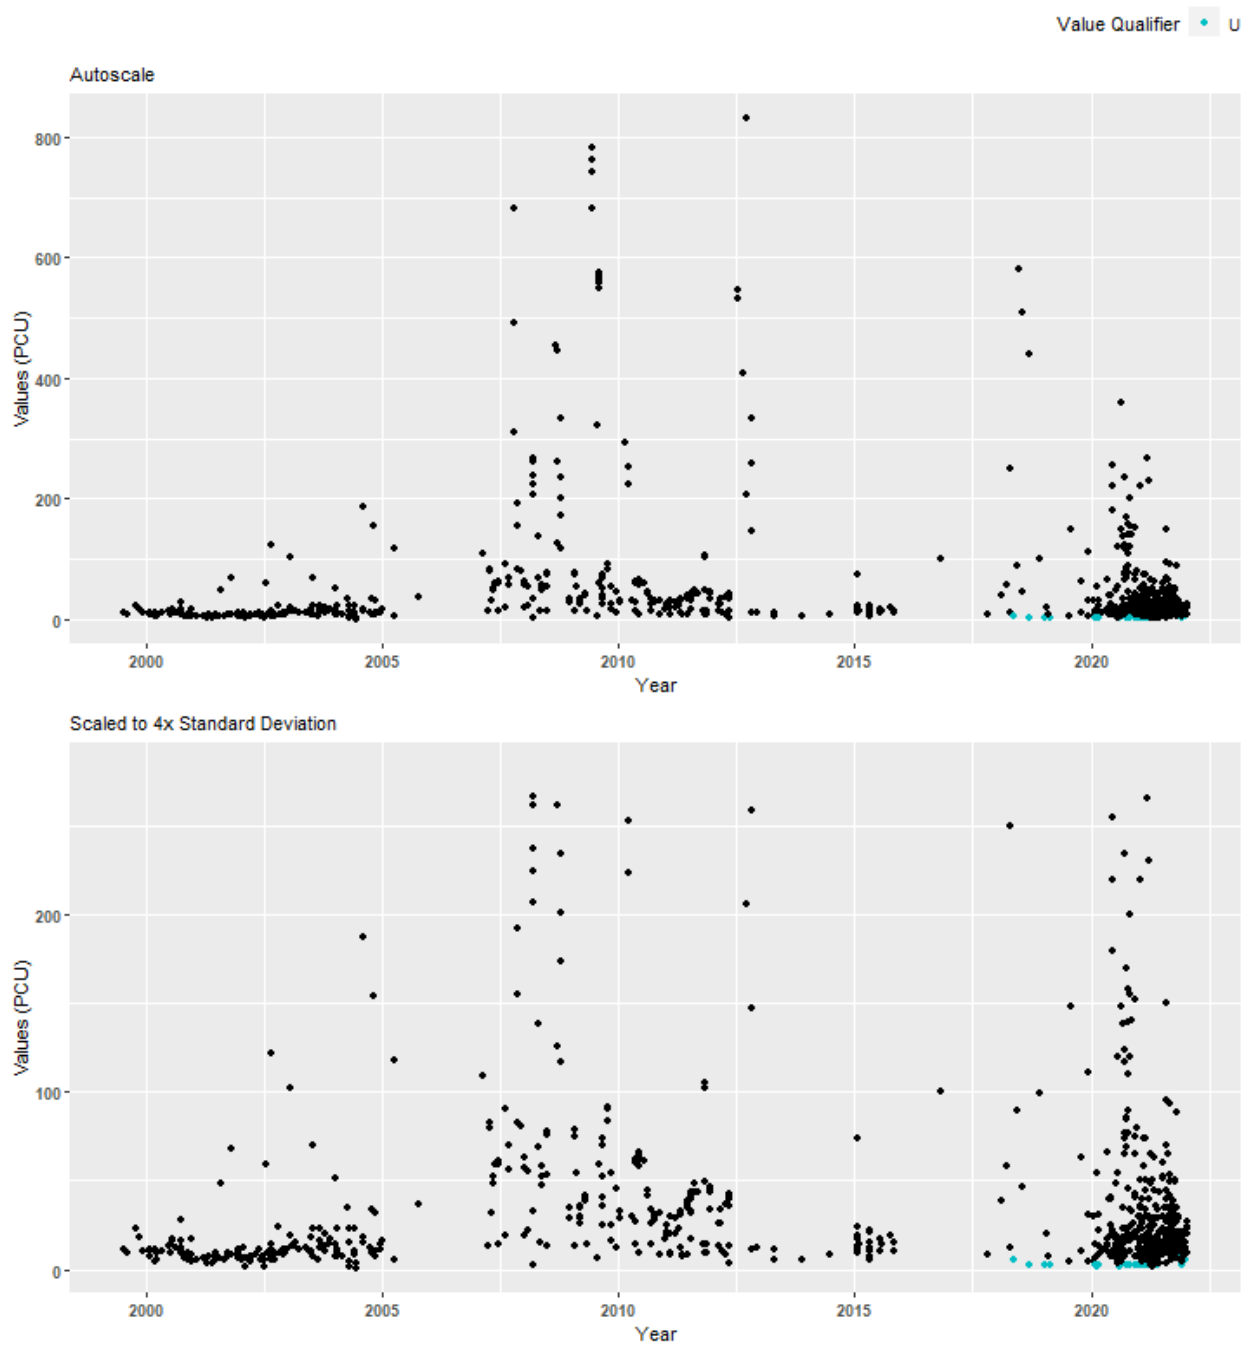 Value Qualifier U
Autoscale
800
600
400
200
0
Values (PCU)
2000 2005 2010 2015 2020
Year
Scaled to 4x Standard Deviation
200
100
0
Values (PCU)
2000 2005 2010 2015 2020
Year